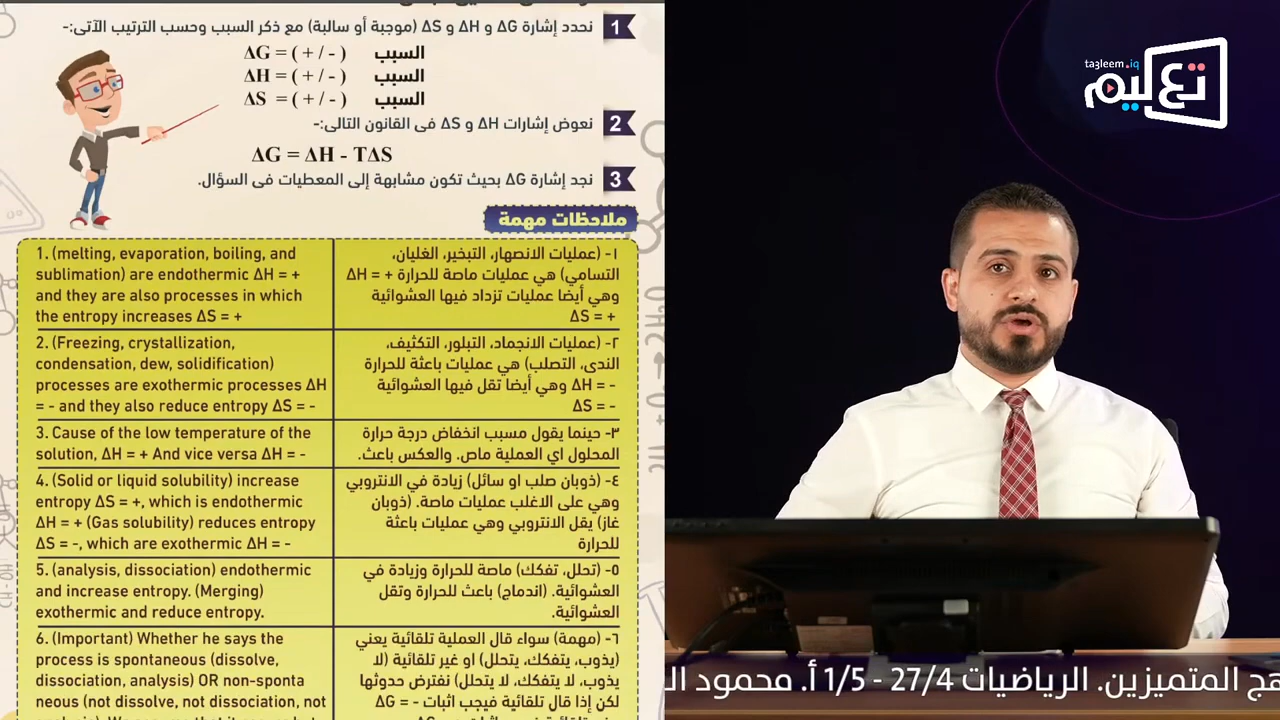 1 نحدد إشارة ΔG و ΔH و ΔS (موجبة أو سالبة) مع ذكر السبب وحسب الترتيب الآتي:-
ΔG = ( + / - ) السبب
ΔH = ( + / - ) السبب
ΔS = ( + / - ) السبب
2 نعوض إشارات ΔH و ΔS في القانون التالي:-
ΔG = ΔH - TΔS
3 نجد إشارة ΔG بحيث تكون مشابهة إلى المعطيات في السؤال.
ملاحظات مهمة
1. (melting, evaporation, boiling, and
sublimation) are endothermic ΔH = +
and they are also processes in which
the entropy increases ΔS = +
١- (عمليات الانصهار، التبخير، الغليان،
التسامي) هي عمليات ماصة للحرارة ΔH = +
وهي أيضا عمليات تزداد فيها العشوائية
ΔS = +
2. (Freezing, crystallization,
condensation, dew, solidification)
processes are exothermic processes ΔH
= - and they also reduce entropy ΔS = -
٢- (عمليات الانجماد، التبلور، التكثيف،
الندى، التصلب) هي عمليات باعثة للحرارة
ΔH = - وهي أيضا تقل فيها العشوائية
ΔS = -
3. Cause of the low temperature of the
solution, ΔH = + And vice versa ΔH = -
٣- حينما يقول مسبب انخفاض درجة حرارة
المحلول اي العملية ماص. والعكس باعث.
4. (Solid or liquid solubility) increase
entropy ΔS = +, which is endothermic
ΔH = + (Gas solubility) reduces entropy
ΔS = -, which are exothermic ΔH = -
٤- (ذوبان صلب او سائل) زيادة في الانتروبي
وهي على الاغلب عمليات ماصة. (ذوبان
غاز) يقل الانتروبي وهي عمليات باعثة
للحرارة
5. (analysis, dissociation) endothermic
and increase entropy. (Merging)
exothermic and reduce entropy.
٥- (تحلل، تفكك) ماصة للحرارة وزيادة في
العشوائية. (اندماج) باعث للحرارة وتقل
العشوائية.
6. (Important) Whether he says the
process is spontaneous (dissolve,
dissociation, analysis) OR non-sponta
neous (not dissolve, not dissociation, not
٦- (مهمة) سواء قال العملية تلقائية يعني
(يذوب، يتفكك، يتحلل) او غير تلقائية (لا
يذوب، لا يتفكك، لا يتحلل) نفترض حدوثها
لكن إذا قال تلقائية فيجب اثبات ΔG = -
ta3leem.iq
تعليم
هج المتميزين. الرياضيات 27/4 - 1/5 أ. محمود ال